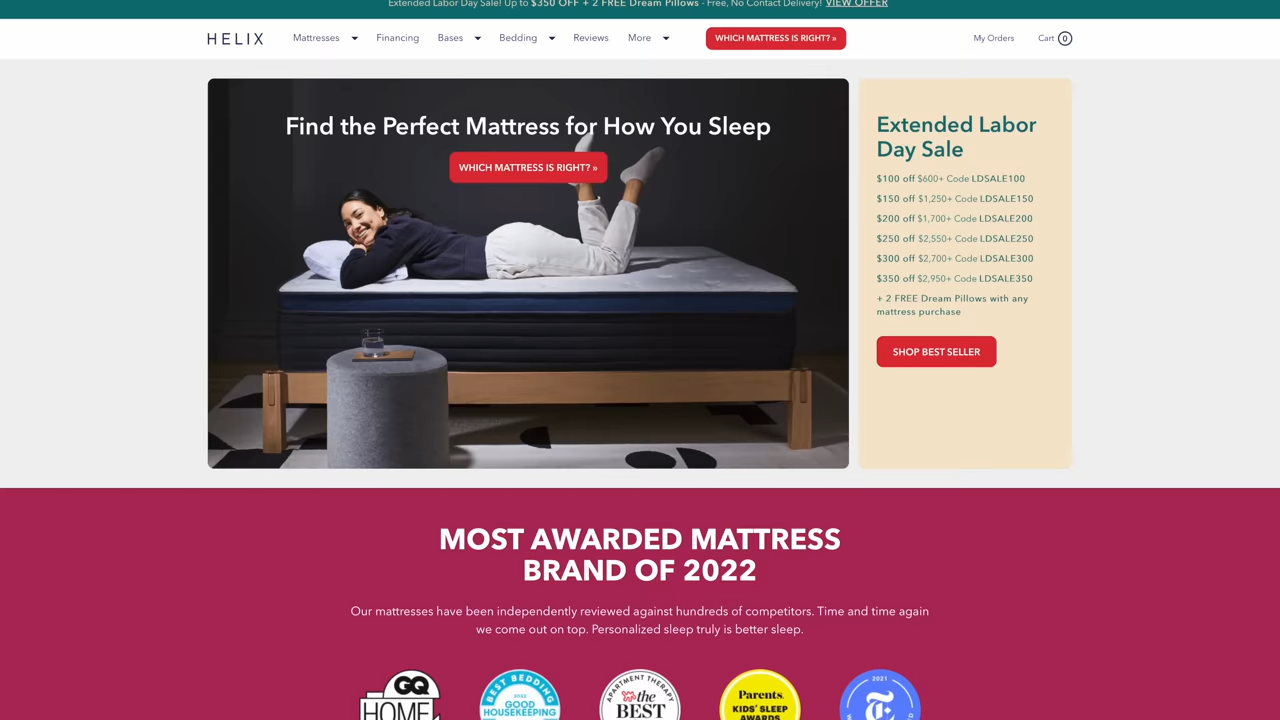 Extended Labor Day Sale! Up to $350 OFF + 2 FREE Dream Pillows - Free, No Contact Delivery! VIEW OFFER
HELIX
Mattresses
Financing
Bases
Bedding
Reviews
More
WHICH MATTRESS IS RIGHT? »
My Orders
Cart 0
Find the Perfect Mattress for How You Sleep
WHICH MATTRESS IS RIGHT? »
Extended Labor
Day Sale
$100 off $600+ Code LDSALE100
$150 off $1,250+ Code LDSALE150
$200 off $1,700+ Code LDSALE200
$250 off $2,550+ Code LDSALE250
$300 off $2,700+ Code LDSALE300
$350 off $2,950+ Code LDSALE350
+ 2 FREE Dream Pillows with any
mattress purchase
SHOP BEST SELLER
MOST AWARDED MATTRESS
BRAND OF 2022
Our mattresses have been independently reviewed against hundreds of competitors. Time and time again
we come out on top. Personalized sleep truly is better sleep.
GQ
HOME
BEST BEDDING
2022
GOOD
HOUSEKEEPING
APARTMENT THERAPY
the
BEST
Parents
KIDS' SLEEP
AWARDS
2021
T